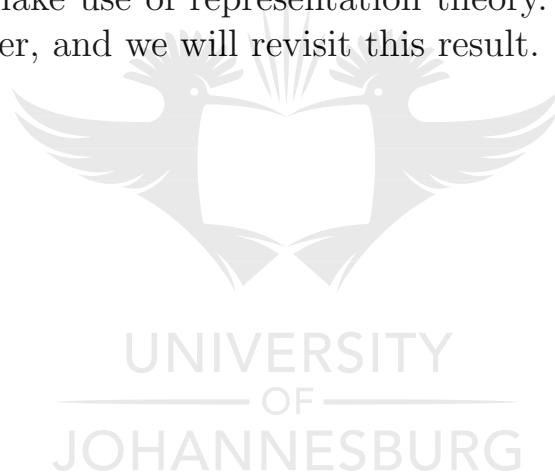 make use of representation theory.
er, and we will revisit this result.
UNIVERSITY
OF
JOHANNESBURG